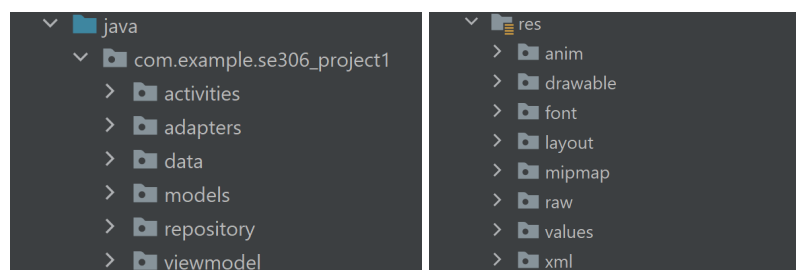 java
com.example.se306_project1
activities
adapters
data
models
repository
viewmodel
res
anim
drawable
font
layout
mipmap
raw
values
xml